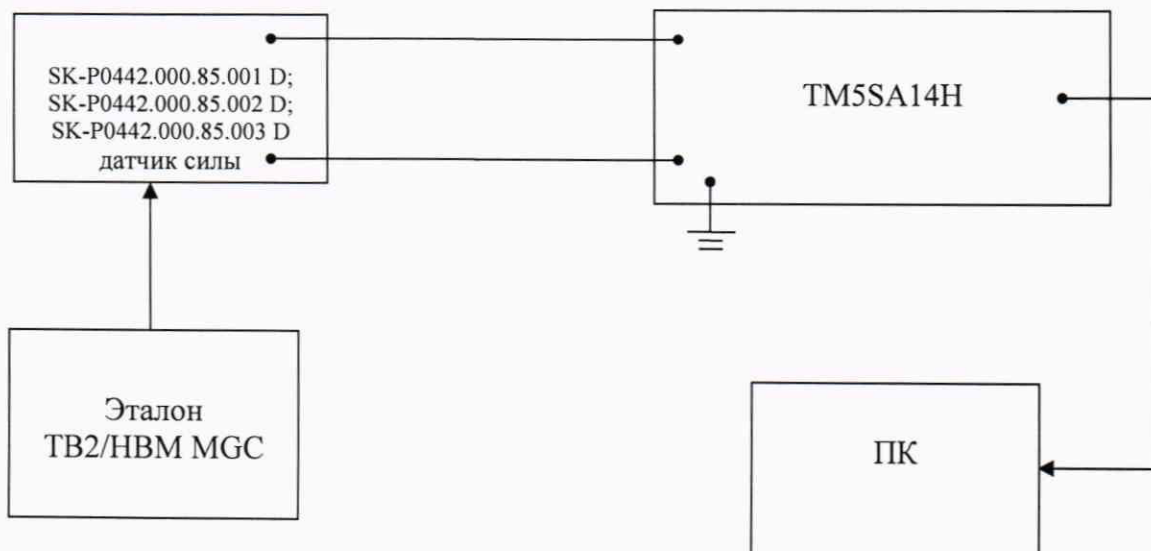 SK-P0442.000.85.001 D;
SK-P0442.000.85.002 D;
SK-P0442.000.85.003 D
датчик силы
TM5SA14H
Эталон
TB2/HBM MGC
ПК